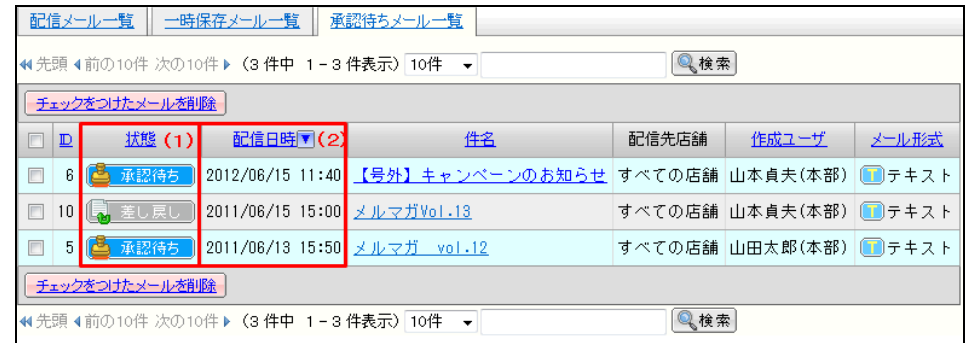 配信メール一覧 一時保存メール一覧 承認待ちメール一覧
先頭 前の10件 次の10件 (3件中 1-3件表示) 10件 検索
チェックをつけたメールを削除
ID 状態 (1) 配信日時 (2) 件名 配信先店舗 作成ユーザ メール形式
6 承認待ち 2012/06/15 11:40 【号外】キャンペーンのお知らせ すべての店舗 山本貞夫(本部) T テキスト
10 差し戻し 2011/06/15 15:00 メルマガVol.13 すべての店舗 山本貞夫(本部) T テキスト
5 承認待ち 2011/06/13 15:50 メルマガ vol.12 すべての店舗 山田太郎(本部) T テキスト
チェックをつけたメールを削除
先頭 前の10件 次の10件 (3件中 1-3件表示) 10件 検索